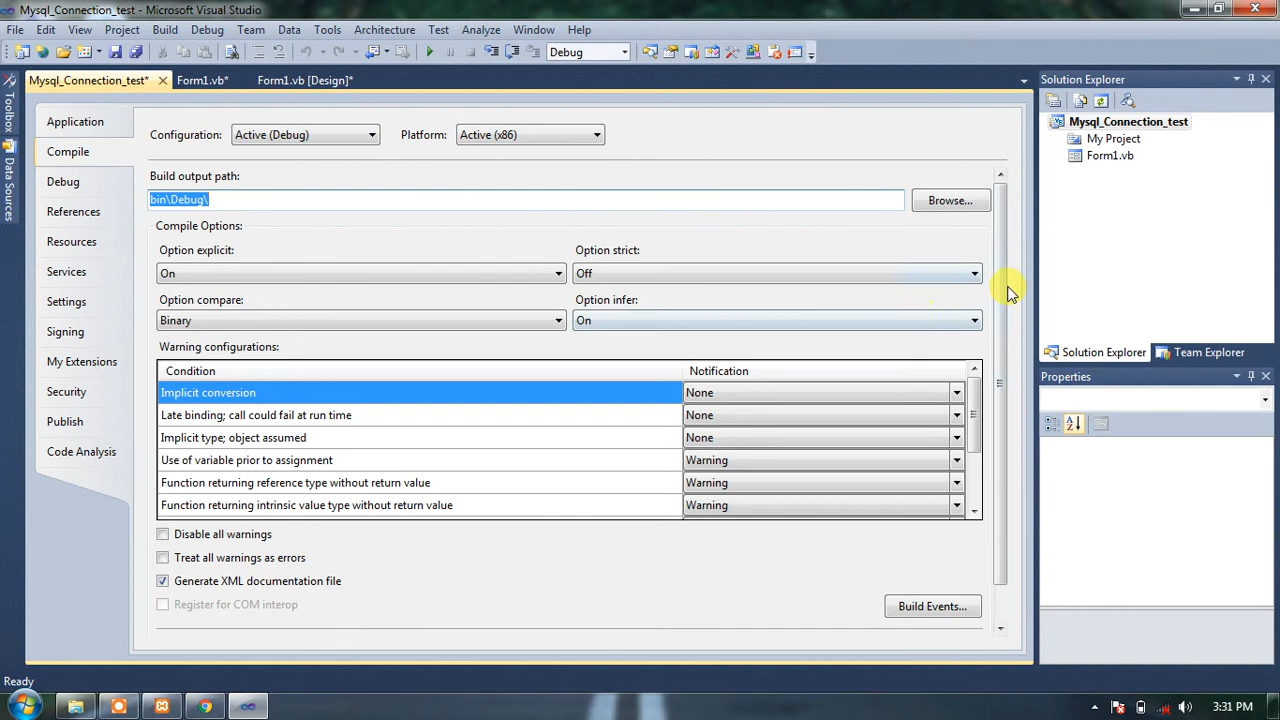 Mysql_Connection_test - Microsoft Visual Studio
File Edit View Project Build Debug Team Data Tools Architecture Test Analyze Window Help
Debug
Mysql_Connection_test* Form1.vb* Form1.vb [Design]*
Toolbox
Data Sources
Application
Compile
Debug
References
Resources
Services
Settings
Signing
My Extensions
Security
Publish
Code Analysis
Configuration: Active (Debug) Platform: Active (x86)
Build output path:
bin\Debug\ Browse...
Compile Options:
Option explicit: Option strict:
On Off
Option compare: Option infer:
Binary On
Warning configurations:
Condition Notification
Implicit conversion None
Late binding; call could fail at run time None
Implicit type; object assumed None
Use of variable prior to assignment Warning
Function returning reference type without return value Warning
Function returning intrinsic value type without return value Warning
Disable all warnings
Treat all warnings as errors
Generate XML documentation file
Register for COM interop
Build Events...
Solution Explorer
Mysql_Connection_test
My Project
Form1.vb
Solution Explorer Team Explorer
Properties
Ready
3:31 PM